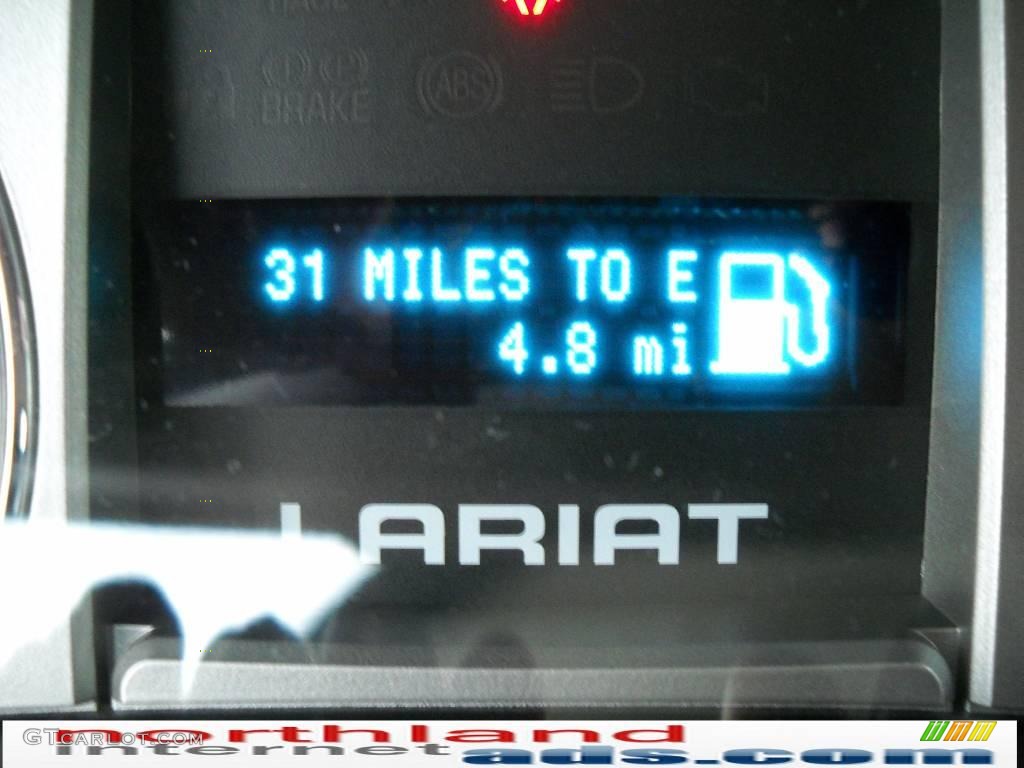 BRAKE ABS
31 MILES TO E
4.8 mi
LARIAT
GTCARLOT.COM
northland
internet
ads.com